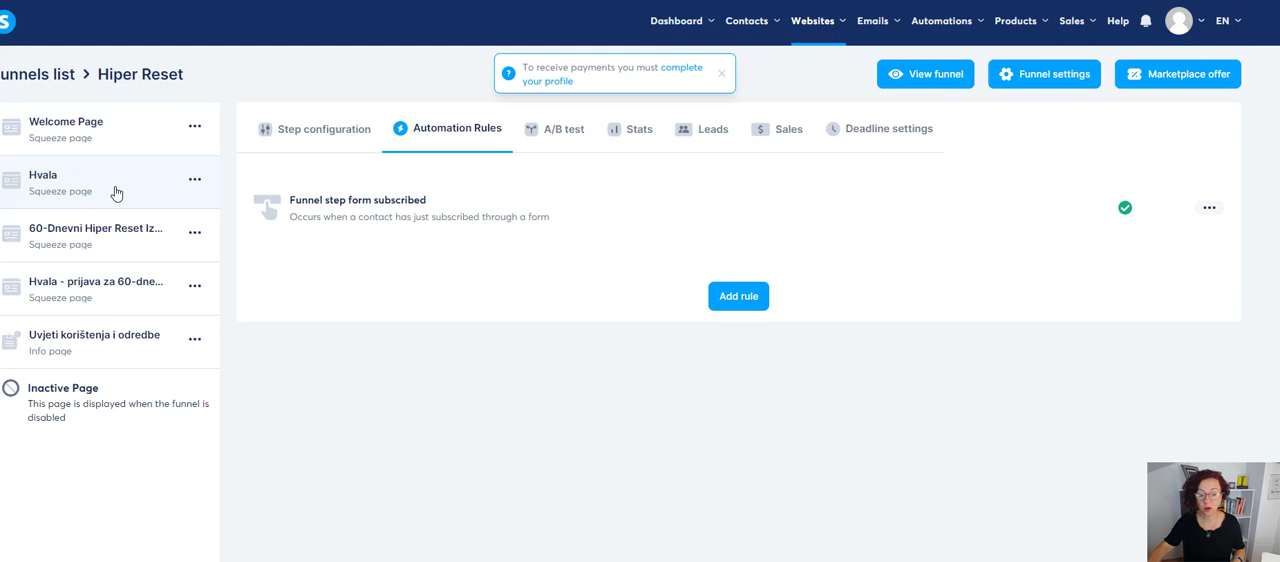 S
Dashboard Contacts Websites Emails Automations Products Sales Help EN
unnels list > Hiper Reset
? To receive payments you must complete
your profile ×
View funnel Funnel settings Marketplace offer
Welcome Page
Squeeze page
Hvala
Squeeze page
60-Dnevni Hiper Reset Iz...
Squeeze page
Hvala - prijava za 60-dne...
Squeeze page
Uvjeti korištenja i odredbe
Info page
Inactive Page
This page is displayed when the funnel is
disabled
Step configuration Automation Rules A/B test Stats Leads $ Sales Deadline settings
Funnel step form subscribed
Occurs when a contact has just subscribed through a form
Add rule